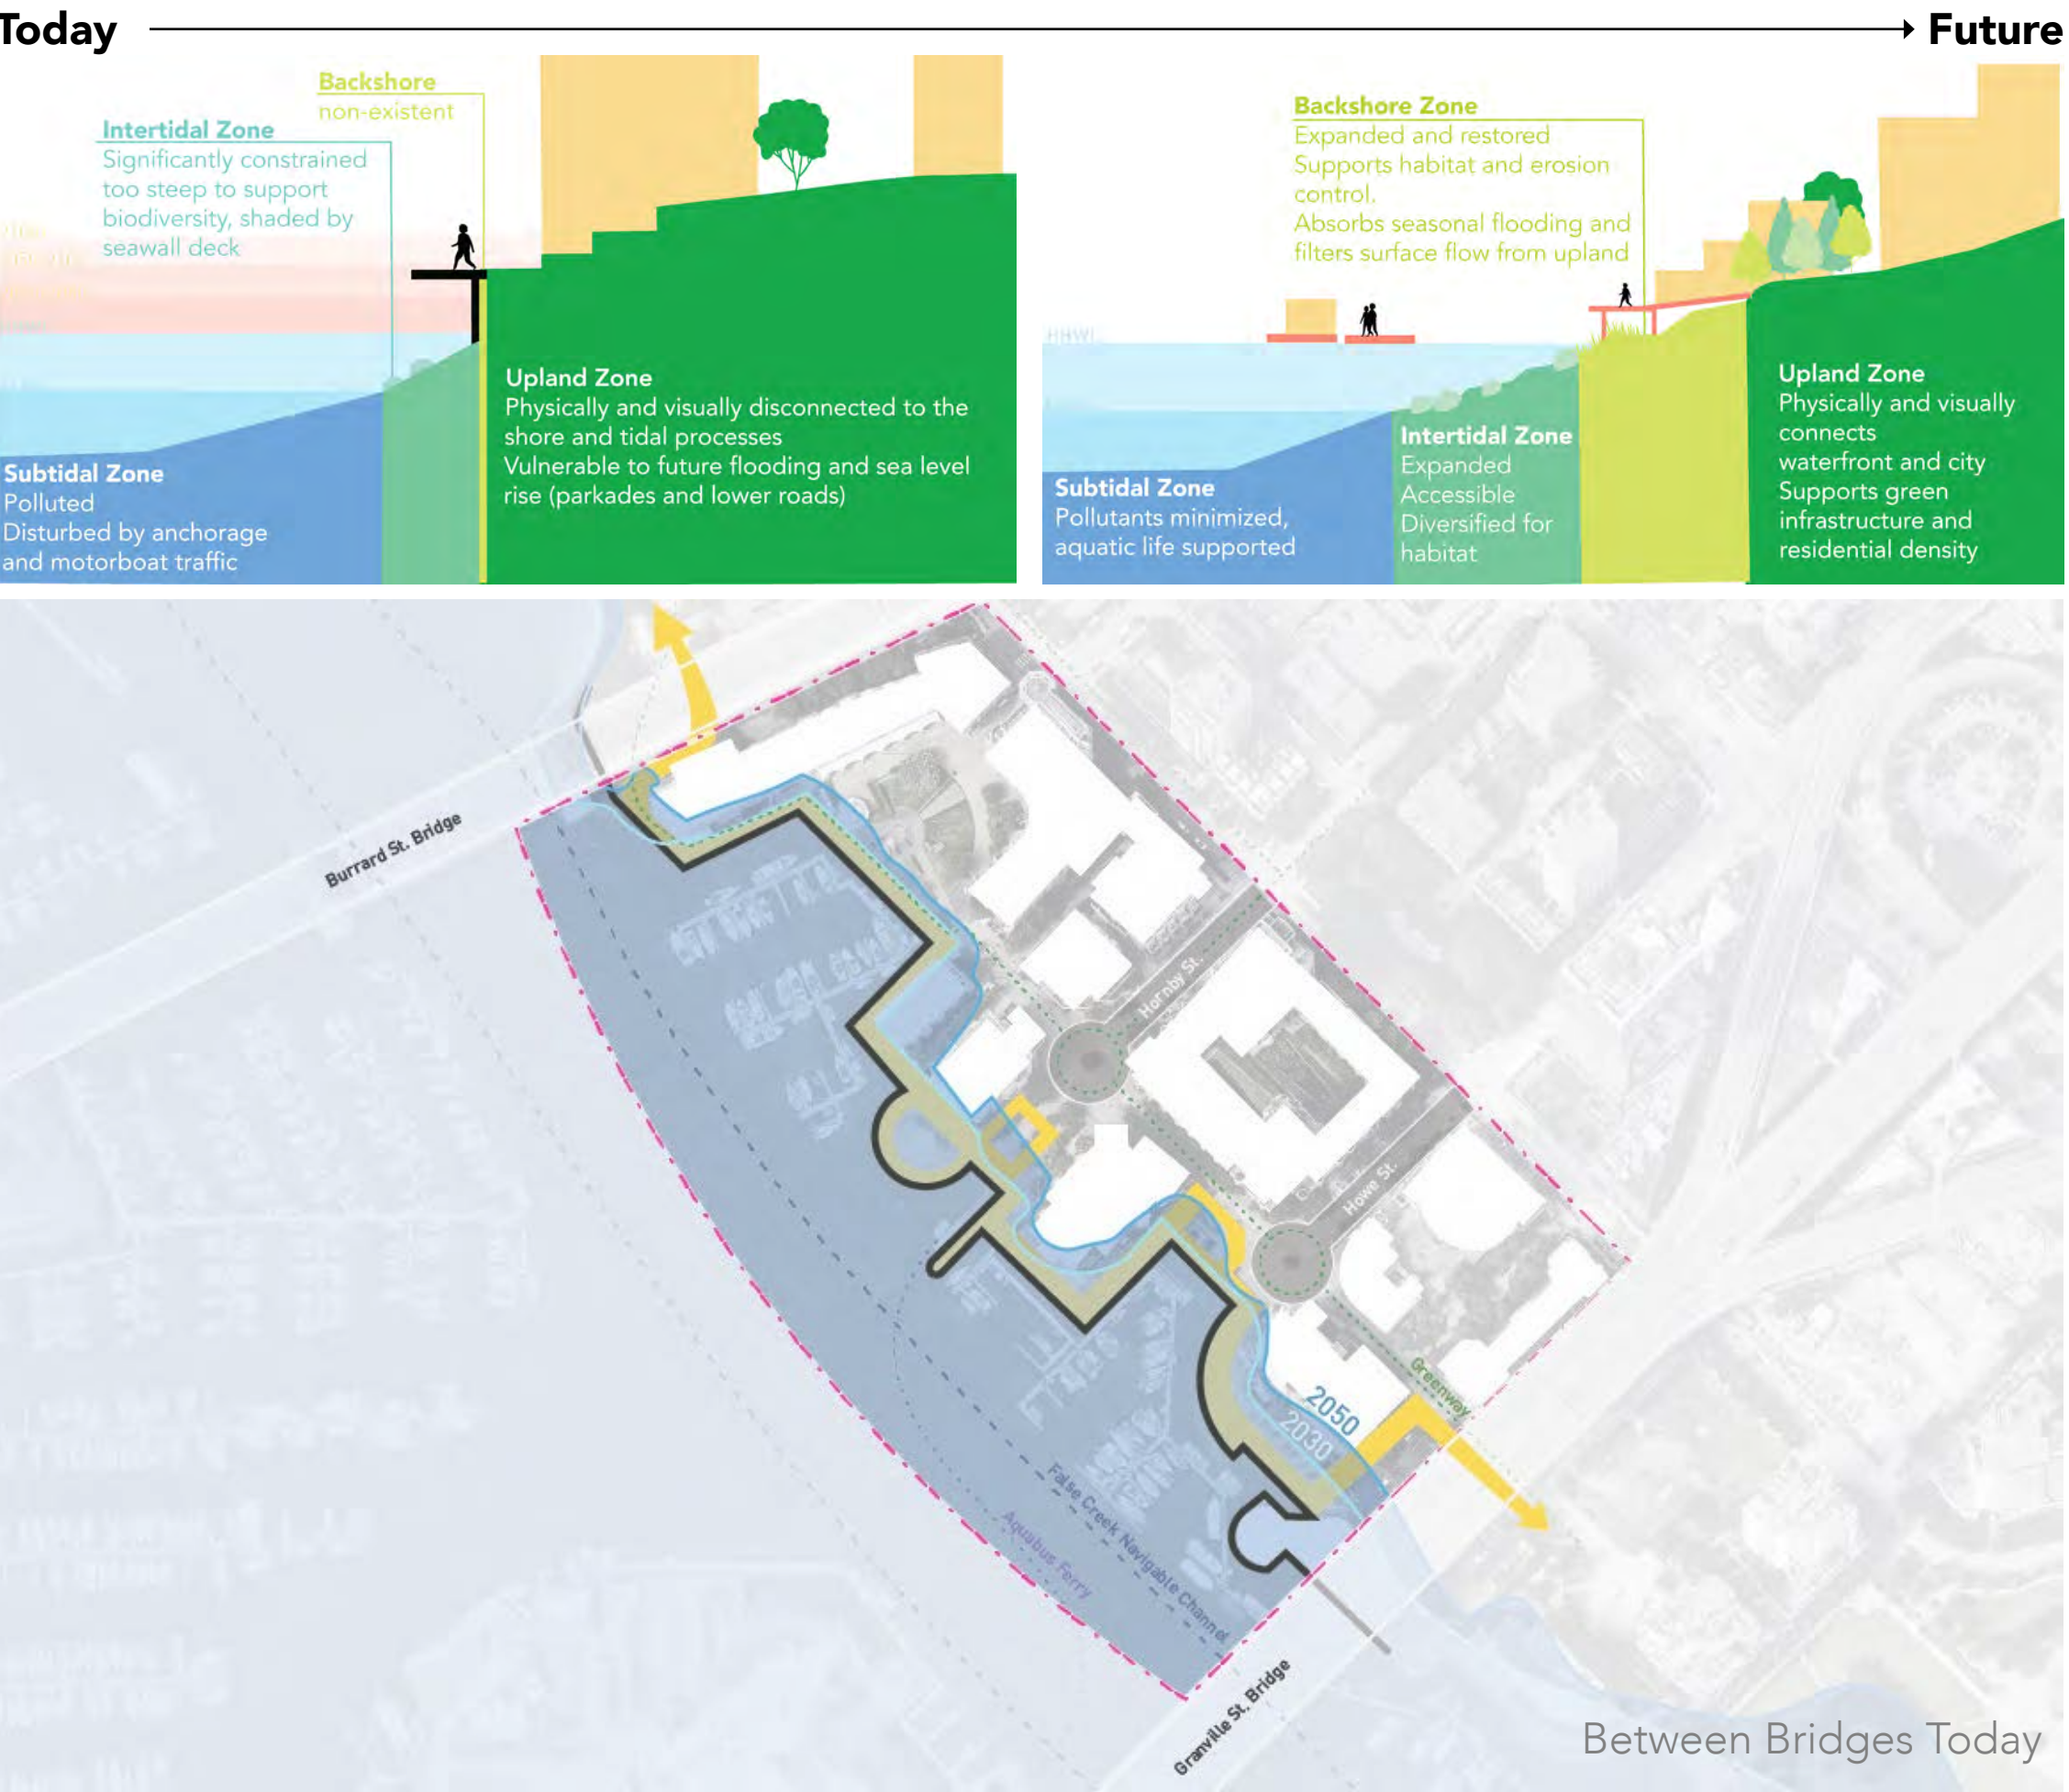 Today
Future
Backshore
non-existent
Intertidal Zone
Significantly constrained
too steep to support
biodiversity, shaded by
seawall deck
Upland Zone
Physically and visually disconnected to the
shore and tidal processes
Vulnerable to future flooding and sea level
rise (parkades and lower roads)
Subtidal Zone
Polluted
Disturbed by anchorage
and motorboat traffic
Backshore Zone
Expanded and restored
Supports habitat and erosion
control.
Absorbs seasonal flooding and
filters surface flow from upland
HHWL
Intertidal Zone
Expanded
Accessible
Diversified for
habitat
Upland Zone
Physically and visually
connects
waterfront and city
Supports green
infrastructure and
residential density
Subtidal Zone
Pollutants minimized,
aquatic life supported
Burrard St. Bridge
Hornby St.
Howe St.
Greenway
2050
2030
False Creek Navigable Channel
Aquabus Ferry
Granville St. Bridge
Between Bridges Today